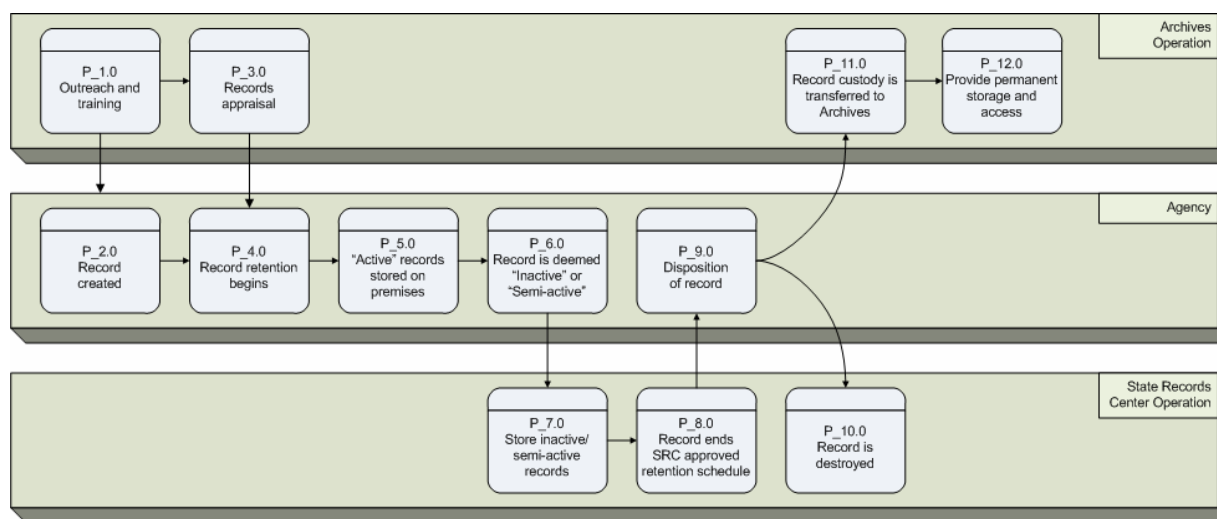 Archives
Operation
P_1.0
Outreach and
training
P_3.0
Records
appraisal
P_11.0
Record custody is
transferred to
Archives
P_12.0
Provide permanent
storage and
access
Agency
P_2.0
Record
created
P_4.0
Record retention
begins
P_5.0
“Active” records
stored on
premises
P_6.0
Record is deemed
“Inactive” or
“Semi-active”
P_9.0
Disposition
of record
State Records
Center Operation
P_7.0
Store inactive/
semi-active
records
P_8.0
Record ends
SRC approved
retention schedule
P_10.0
Record is
destroyed